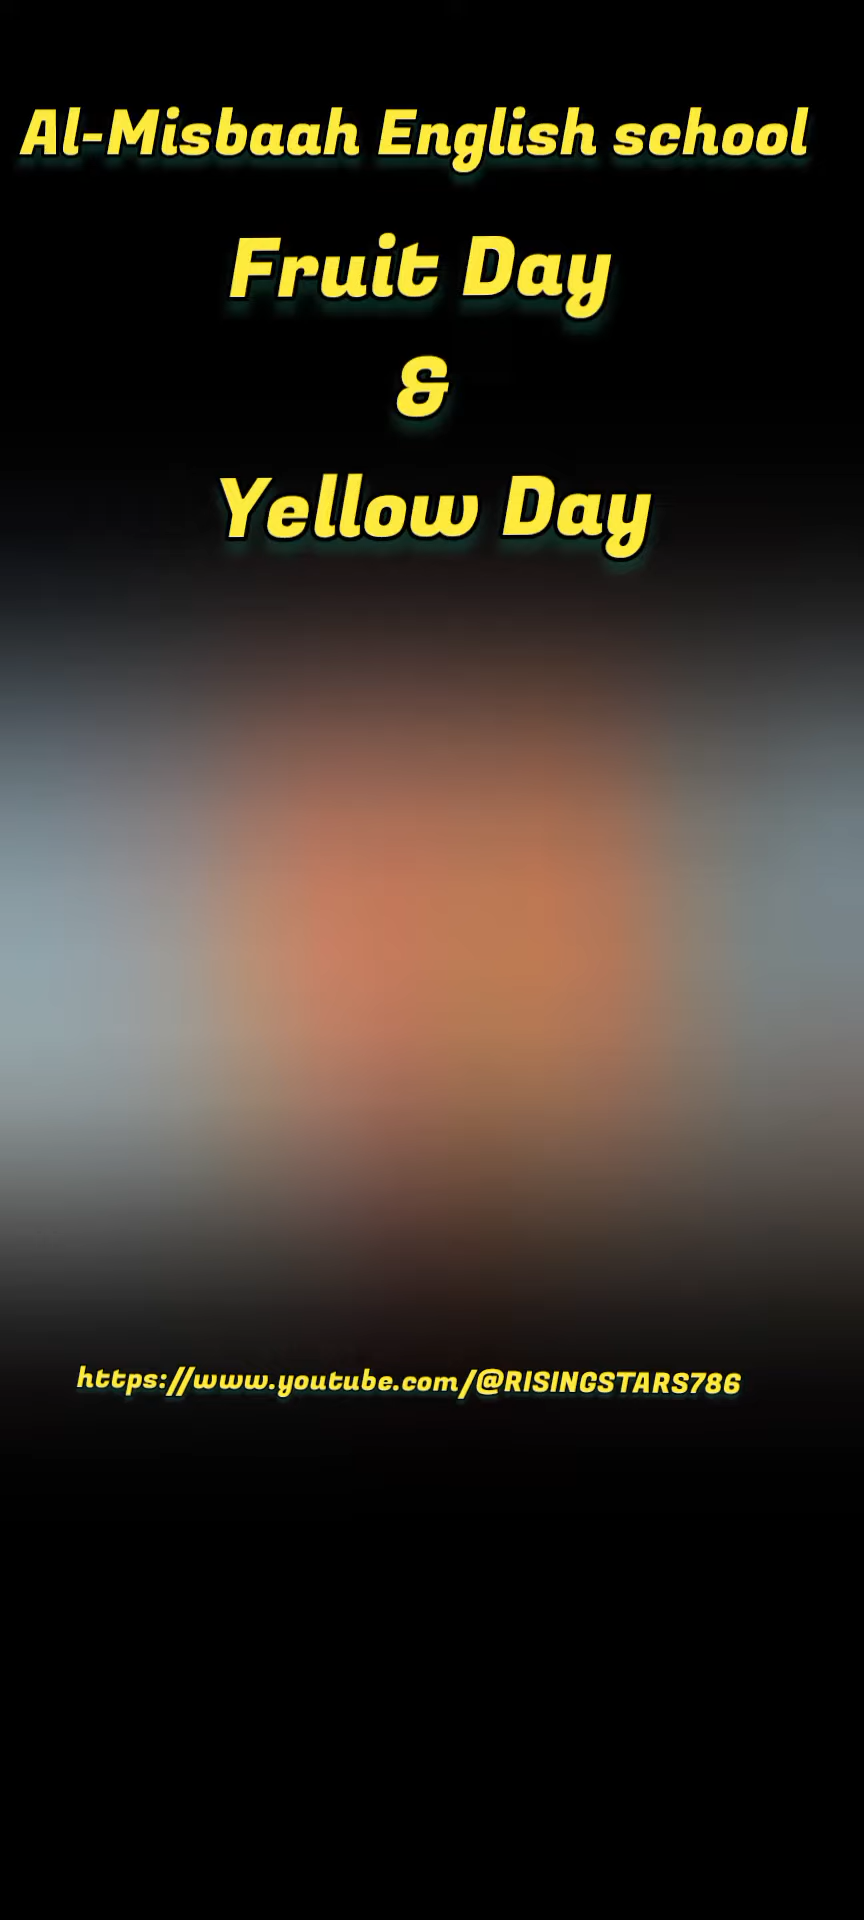 Al-Misbaah English school
Fruit Day
&
Yellow Day
https://www.youtube.com/@RISINGSTARS786